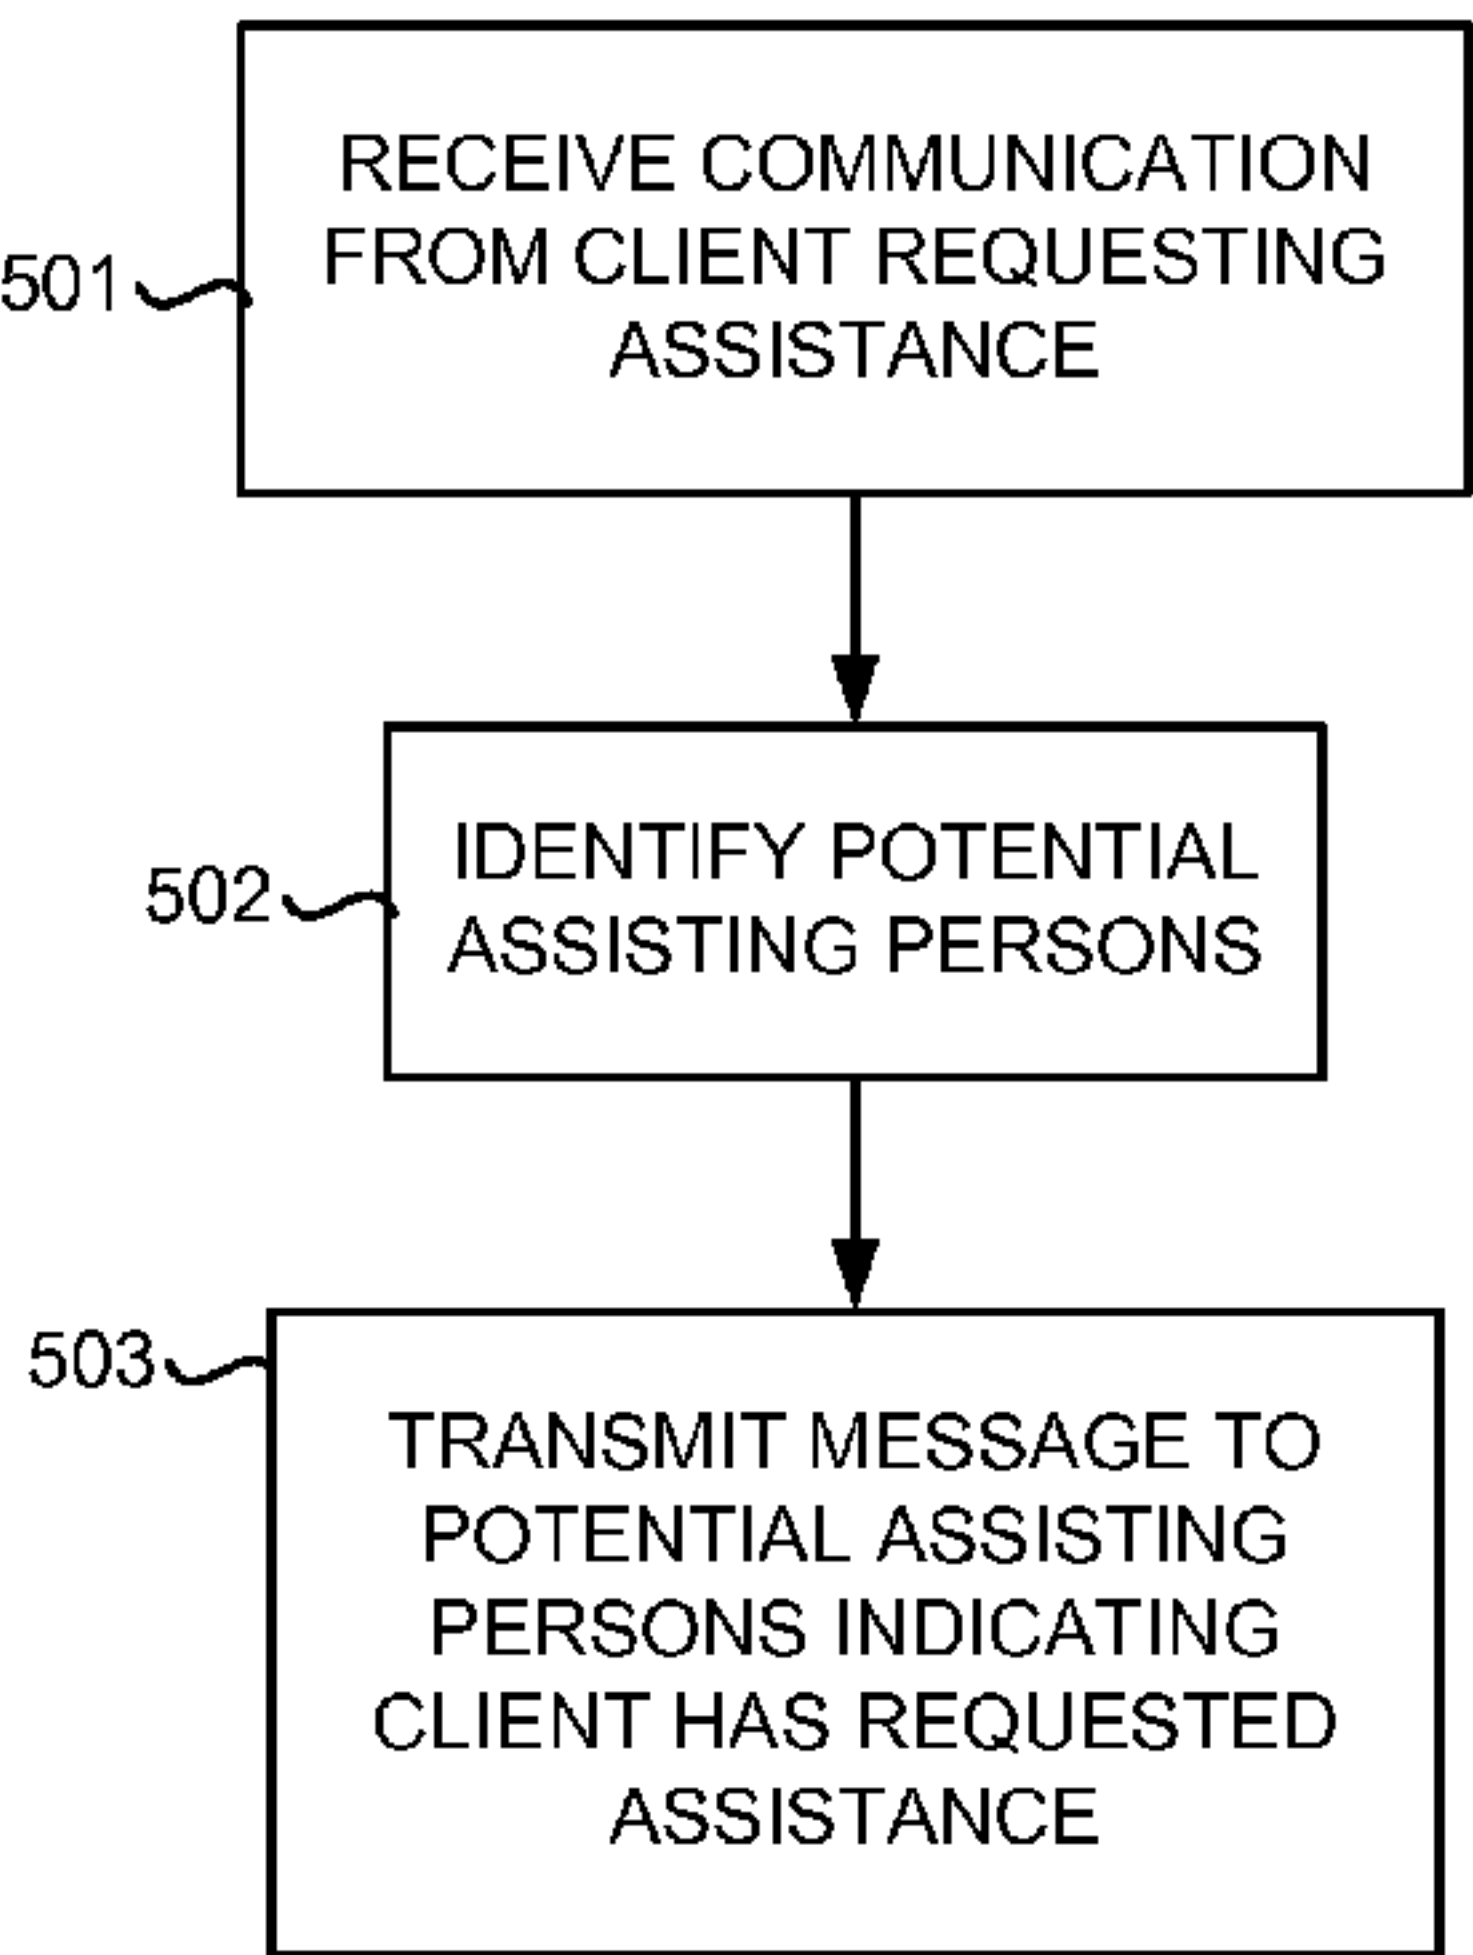 RECEIVE COMMUNICATION
FROM CLIENT REQUESTING
ASSISTANCE
501
IDENTIFY POTENTIAL
ASSISTING PERSONS
502
503
TRANSMIT MESSAGE TO
POTENTIAL ASSISTING
PERSONS INDICATING
CLIENT HAS REQUESTED
ASSISTANCE